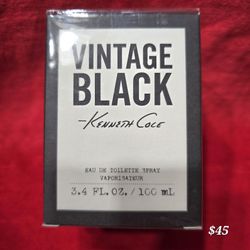 VINTAGE
BLACK
-Kenneth Cole
EAU DE TOILETTE SPRAY
VAPORISATEUR
3.4 FL.OZ./100 mL
$45